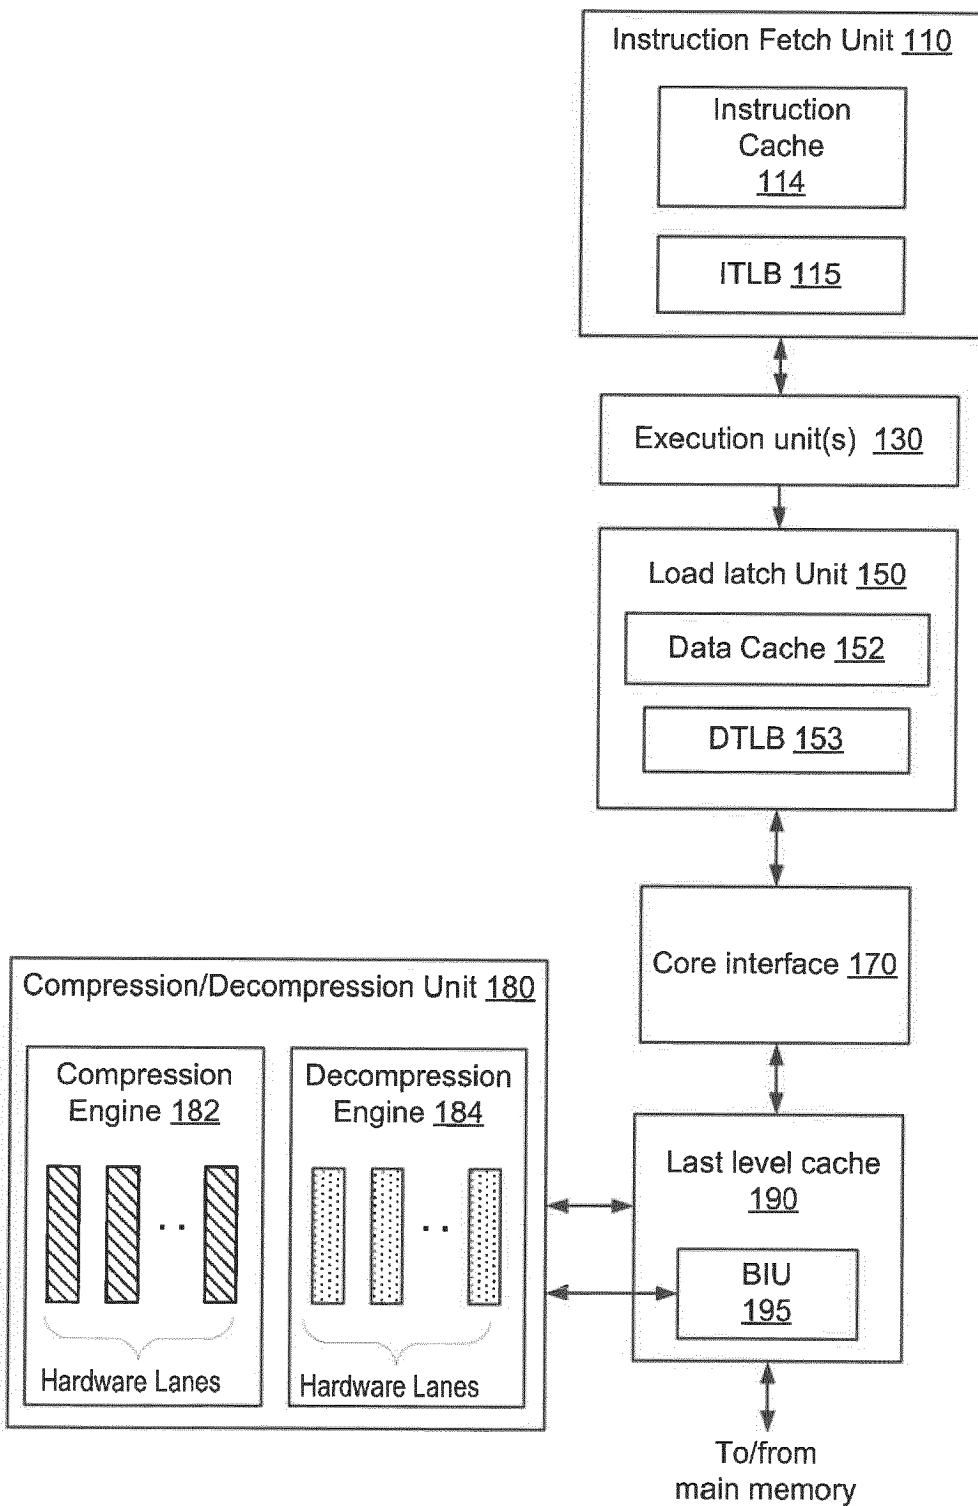 Instruction Fetch Unit 110
Instruction
Cache
114
ITLB 115
Execution unit(s) 130
Load latch Unit 150
Data Cache 152
DTLB 153
Core interface 170
Compression/Decompression Unit 180
Compression
Engine 182
. .
Hardware Lanes
Decompression
Engine 184
. .
Hardware Lanes
Last level cache
190
BIU
195
To/from
main memory